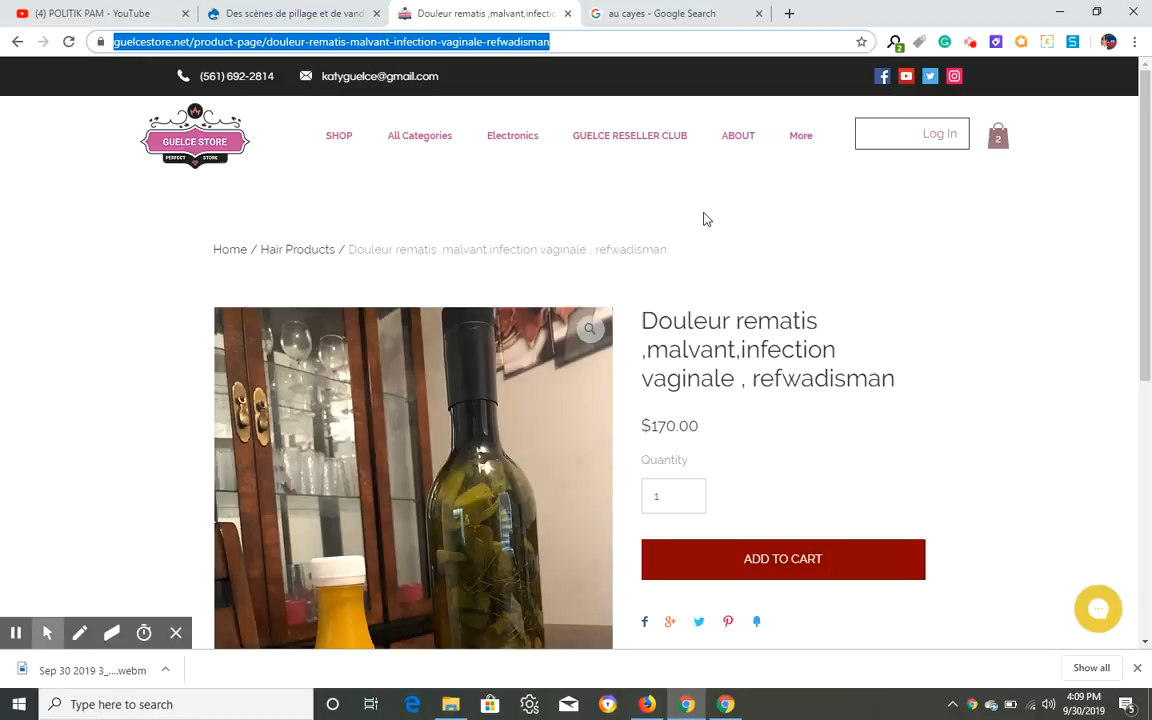 (4) POLITIK PAM - YouTube
Des scènes de pillage et de vand
Douleur rematis ,malvant,infectio
au cayes - Google Search
guelcestore.net/product-page/douleur-rematis-malvant-infection-vaginale-refwadisman
2
(561) 692-2814
katyguelce@gmail.com
GUELCE STORE
PERFECT STORE
SHOP
All Categories
Electronics
GUELCE RESELLER CLUB
ABOUT
More
Log In
2
Home / Hair Products / Douleur rematis ,malvant,infection vaginale , refwadisman
Douleur rematis
,malvant,infection
vaginale , refwadisman
$170.00
Quantity
1
ADD TO CART
Sep 30 2019 3_....webm
Show all
Type here to search
4:09 PM
9/30/2019
5